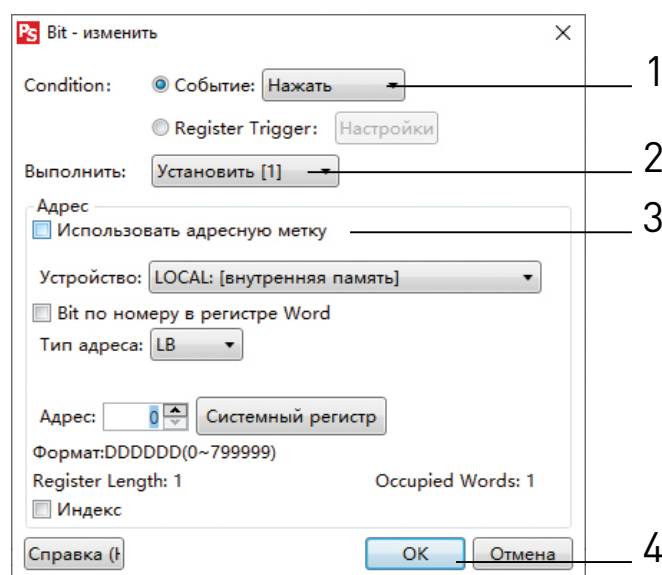 PS Bit - изменить
Condition: Событие: Нажать 1
Register Trigger: Настройки
Выполнить: Установить [1] 2
Адрес
Использовать адресную метку 3
Устройство: LOCAL: [внутренняя память]
Bit по номеру в регистре Word
Тип адреса: LB
Адрес: 0 Системный регистр
Формат:DDDDDD(0~799999)
Register Length: 1 Occupied Words: 1
Индекс
Справка (H OK Отмена 4